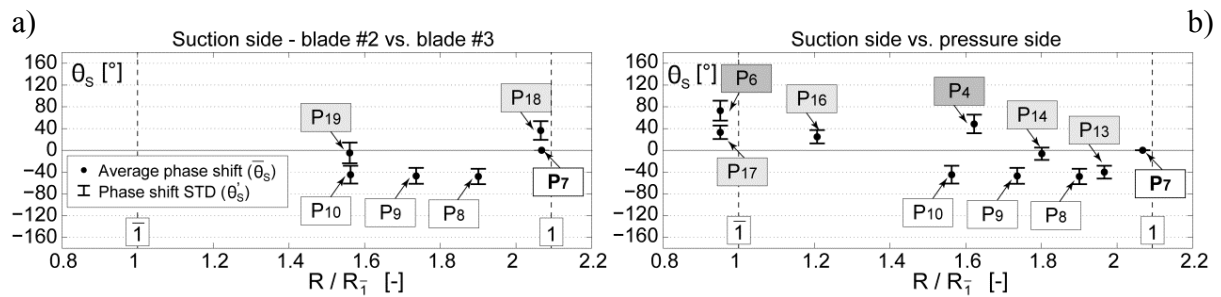 a)
Suction side - blade #2 vs. blade #3
160
120
80
40
0
−40
−80
−120
−160
θS [°]
P18
P19
P7
P10
P9
P8
Average phase shift (θ̅S)
Phase shift STD (θ'S)
1̅
1
0.8
1
1.2
1.4
1.6
1.8
2
2.2
R / R1̅ [-]
b)
Suction side vs. pressure side
160
120
80
40
0
−40
−80
−120
−160
θS [°]
P6
P16
P4
P14
P13
P17
P7
P10
P9
P8
1̅
1
0.8
1
1.2
1.4
1.6
1.8
2
2.2
R / R1̅ [-]